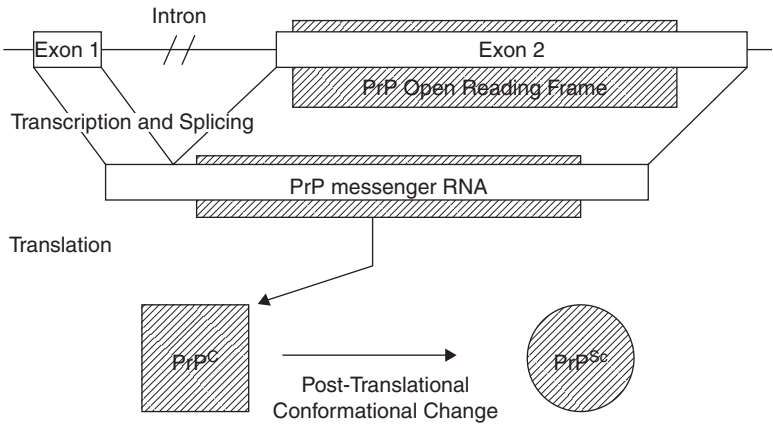 Intron
Exon 1
Exon 2
PrP Open Reading Frame
Transcription and Splicing
PrP messenger RNA
Translation
PrP^C
PrP^Sc
Post-Translational
Conformational Change